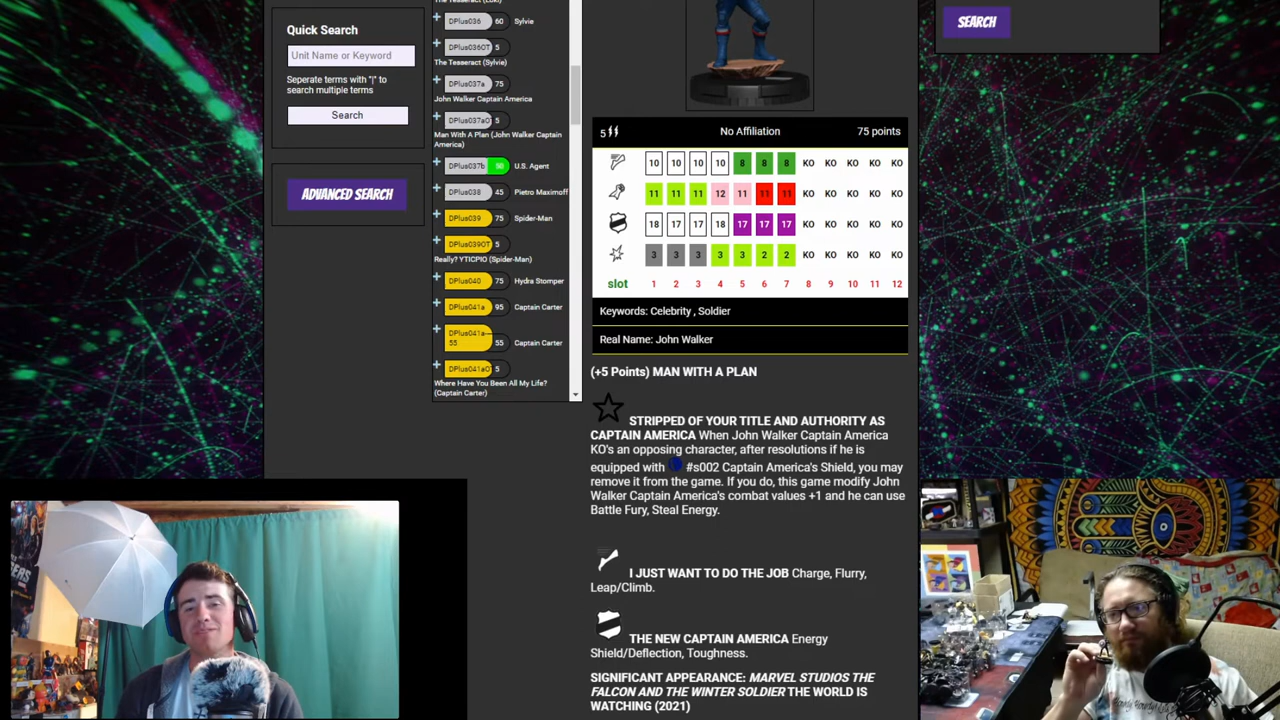 Quick Search
Unit Name or Keyword
Seperate terms with "|" to
search multiple terms
Search
ADVANCED SEARCH
The Tesseract (Loki)
DPlus036 60 Sylvie
DPlus036OT 5
The Tesseract (Sylvie)
DPlus037a 75
John Walker Captain America
DPlus037aOT 5
Man With A Plan (John Walker Captain
America)
DPlus037b 50 U.S. Agent
DPlus038 45 Pietro Maximoff
DPlus039 75 Spider-Man
DPlus039OT 5
Really? YTICPIO (Spider-Man)
DPlus040 75 Hydra Stomper
DPlus041a 95 Captain Carter
DPlus041a-
55 55 Captain Carter
DPlus041aOT 5
Where Have You Been All My Life?
(Captain Carter)
SEARCH
5 No Affiliation 75 points
10 10 10 10 8 8 8 KO KO KO KO KO
11 11 11 12 11 11 11 KO KO KO KO KO
18 17 17 18 17 17 17 KO KO KO KO KO
3 3 3 3 3 2 2 KO KO KO KO KO
slot 1 2 3 4 5 6 7 8 9 10 11 12
Keywords: Celebrity , Soldier
Real Name: John Walker
(+5 Points) MAN WITH A PLAN
STRIPPED OF YOUR TITLE AND AUTHORITY AS
CAPTAIN AMERICA When John Walker Captain America
KO's an opposing character, after resolutions if he is
equipped with #s002 Captain America's Shield, you may
remove it from the game. If you do, this game modify John
Walker Captain America's combat values +1 and he can use
Battle Fury, Steal Energy.
I JUST WANT TO DO THE JOB Charge, Flurry,
Leap/Climb.
THE NEW CAPTAIN AMERICA Energy
Shield/Deflection, Toughness.
SIGNIFICANT APPEARANCE: MARVEL STUDIOS THE
FALCON AND THE WINTER SOLDIER THE WORLD IS
WATCHING (2021)